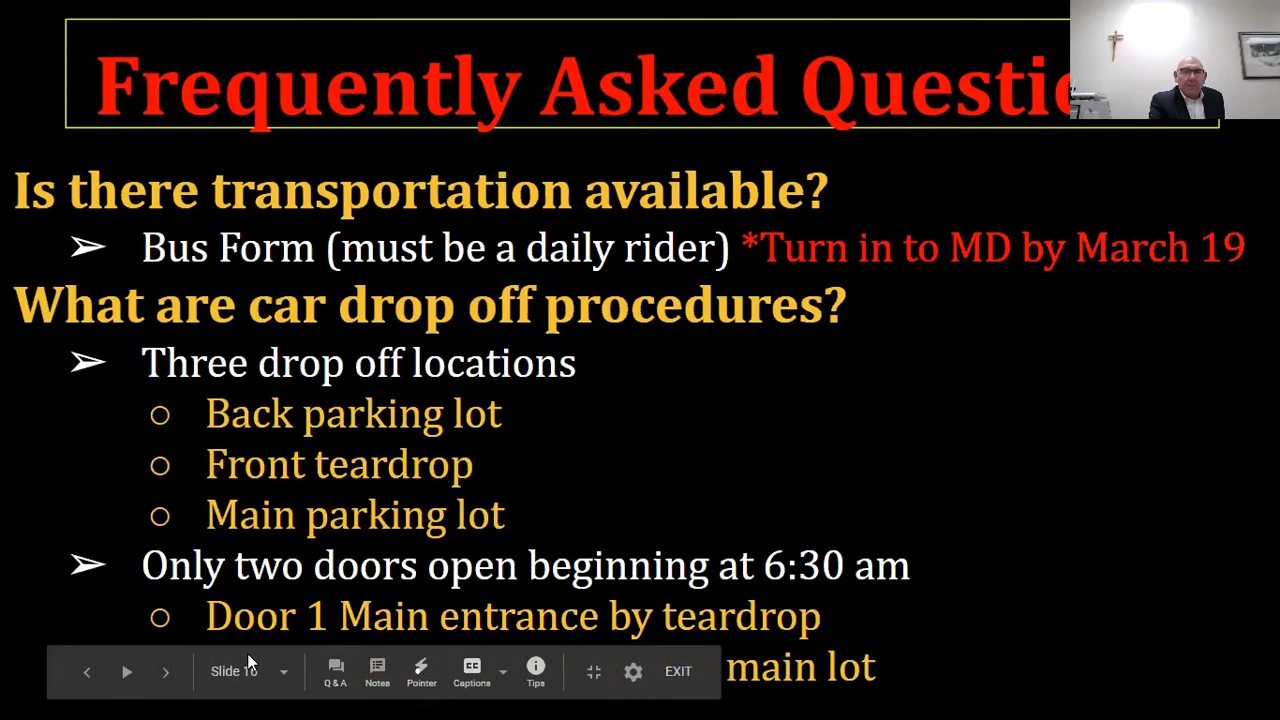 Frequently Asked Questio
Is there transportation available?
➢ Bus Form (must be a daily rider) *Turn in to MD by March 19
What are car drop off procedures?
➢ Three drop off locations
○ Back parking lot
○ Front teardrop
○ Main parking lot
➢ Only two doors open beginning at 6:30 am
○ Door 1 Main entrance by teardrop
main lot
Slide
Q & A
Notes
Pointer
Captions
Tips
EXIT